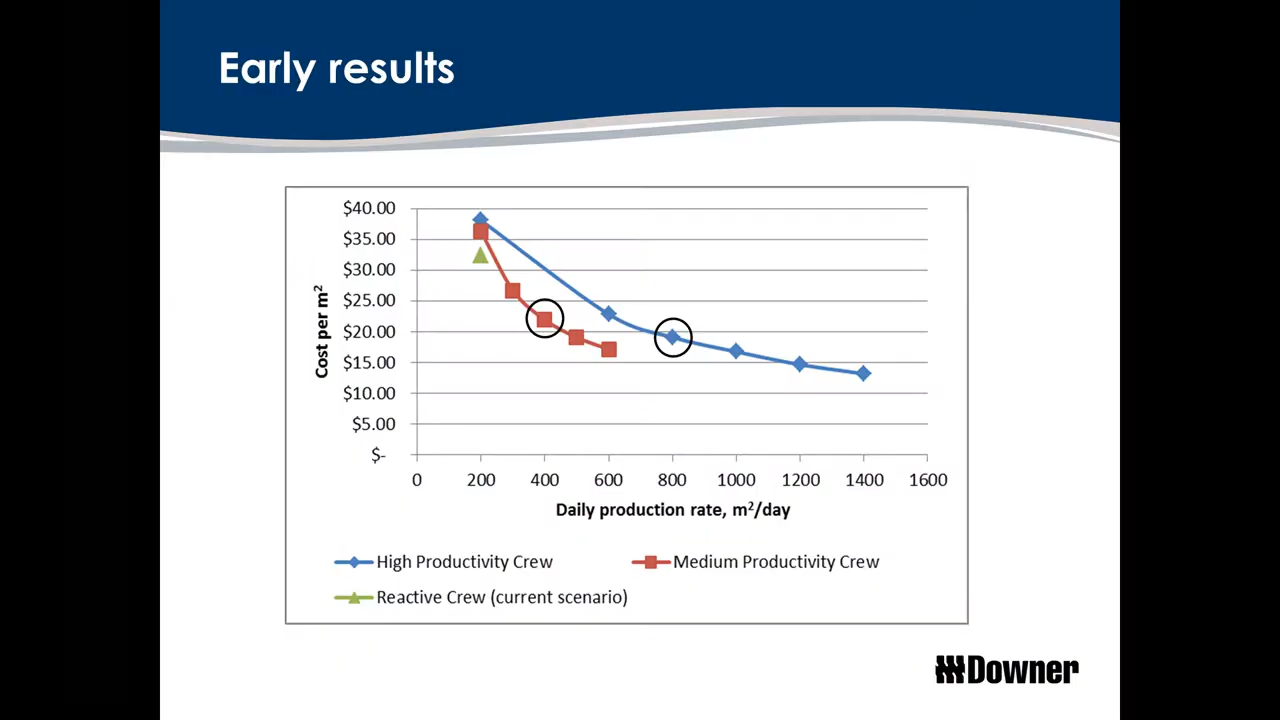 Early results
$40.00
$35.00
$30.00
$25.00
$20.00
$15.00
$10.00
$5.00
$-
Cost per m²
0 200 400 600 800 1000 1200 1400 1600
Daily production rate, m²/day
High Productivity Crew Medium Productivity Crew
Reactive Crew (current scenario)
Downer